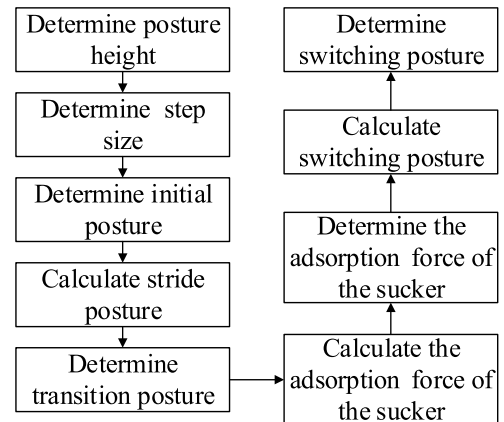 Determine posture
height
Determine step
size
Determine initial
posture
Calculate stride
posture
Determine
transition posture
Calculate the
adsorption force of
the sucker
Determine the
adsorption force of
the sucker
Calculate
switching posture
Determine
switching posture